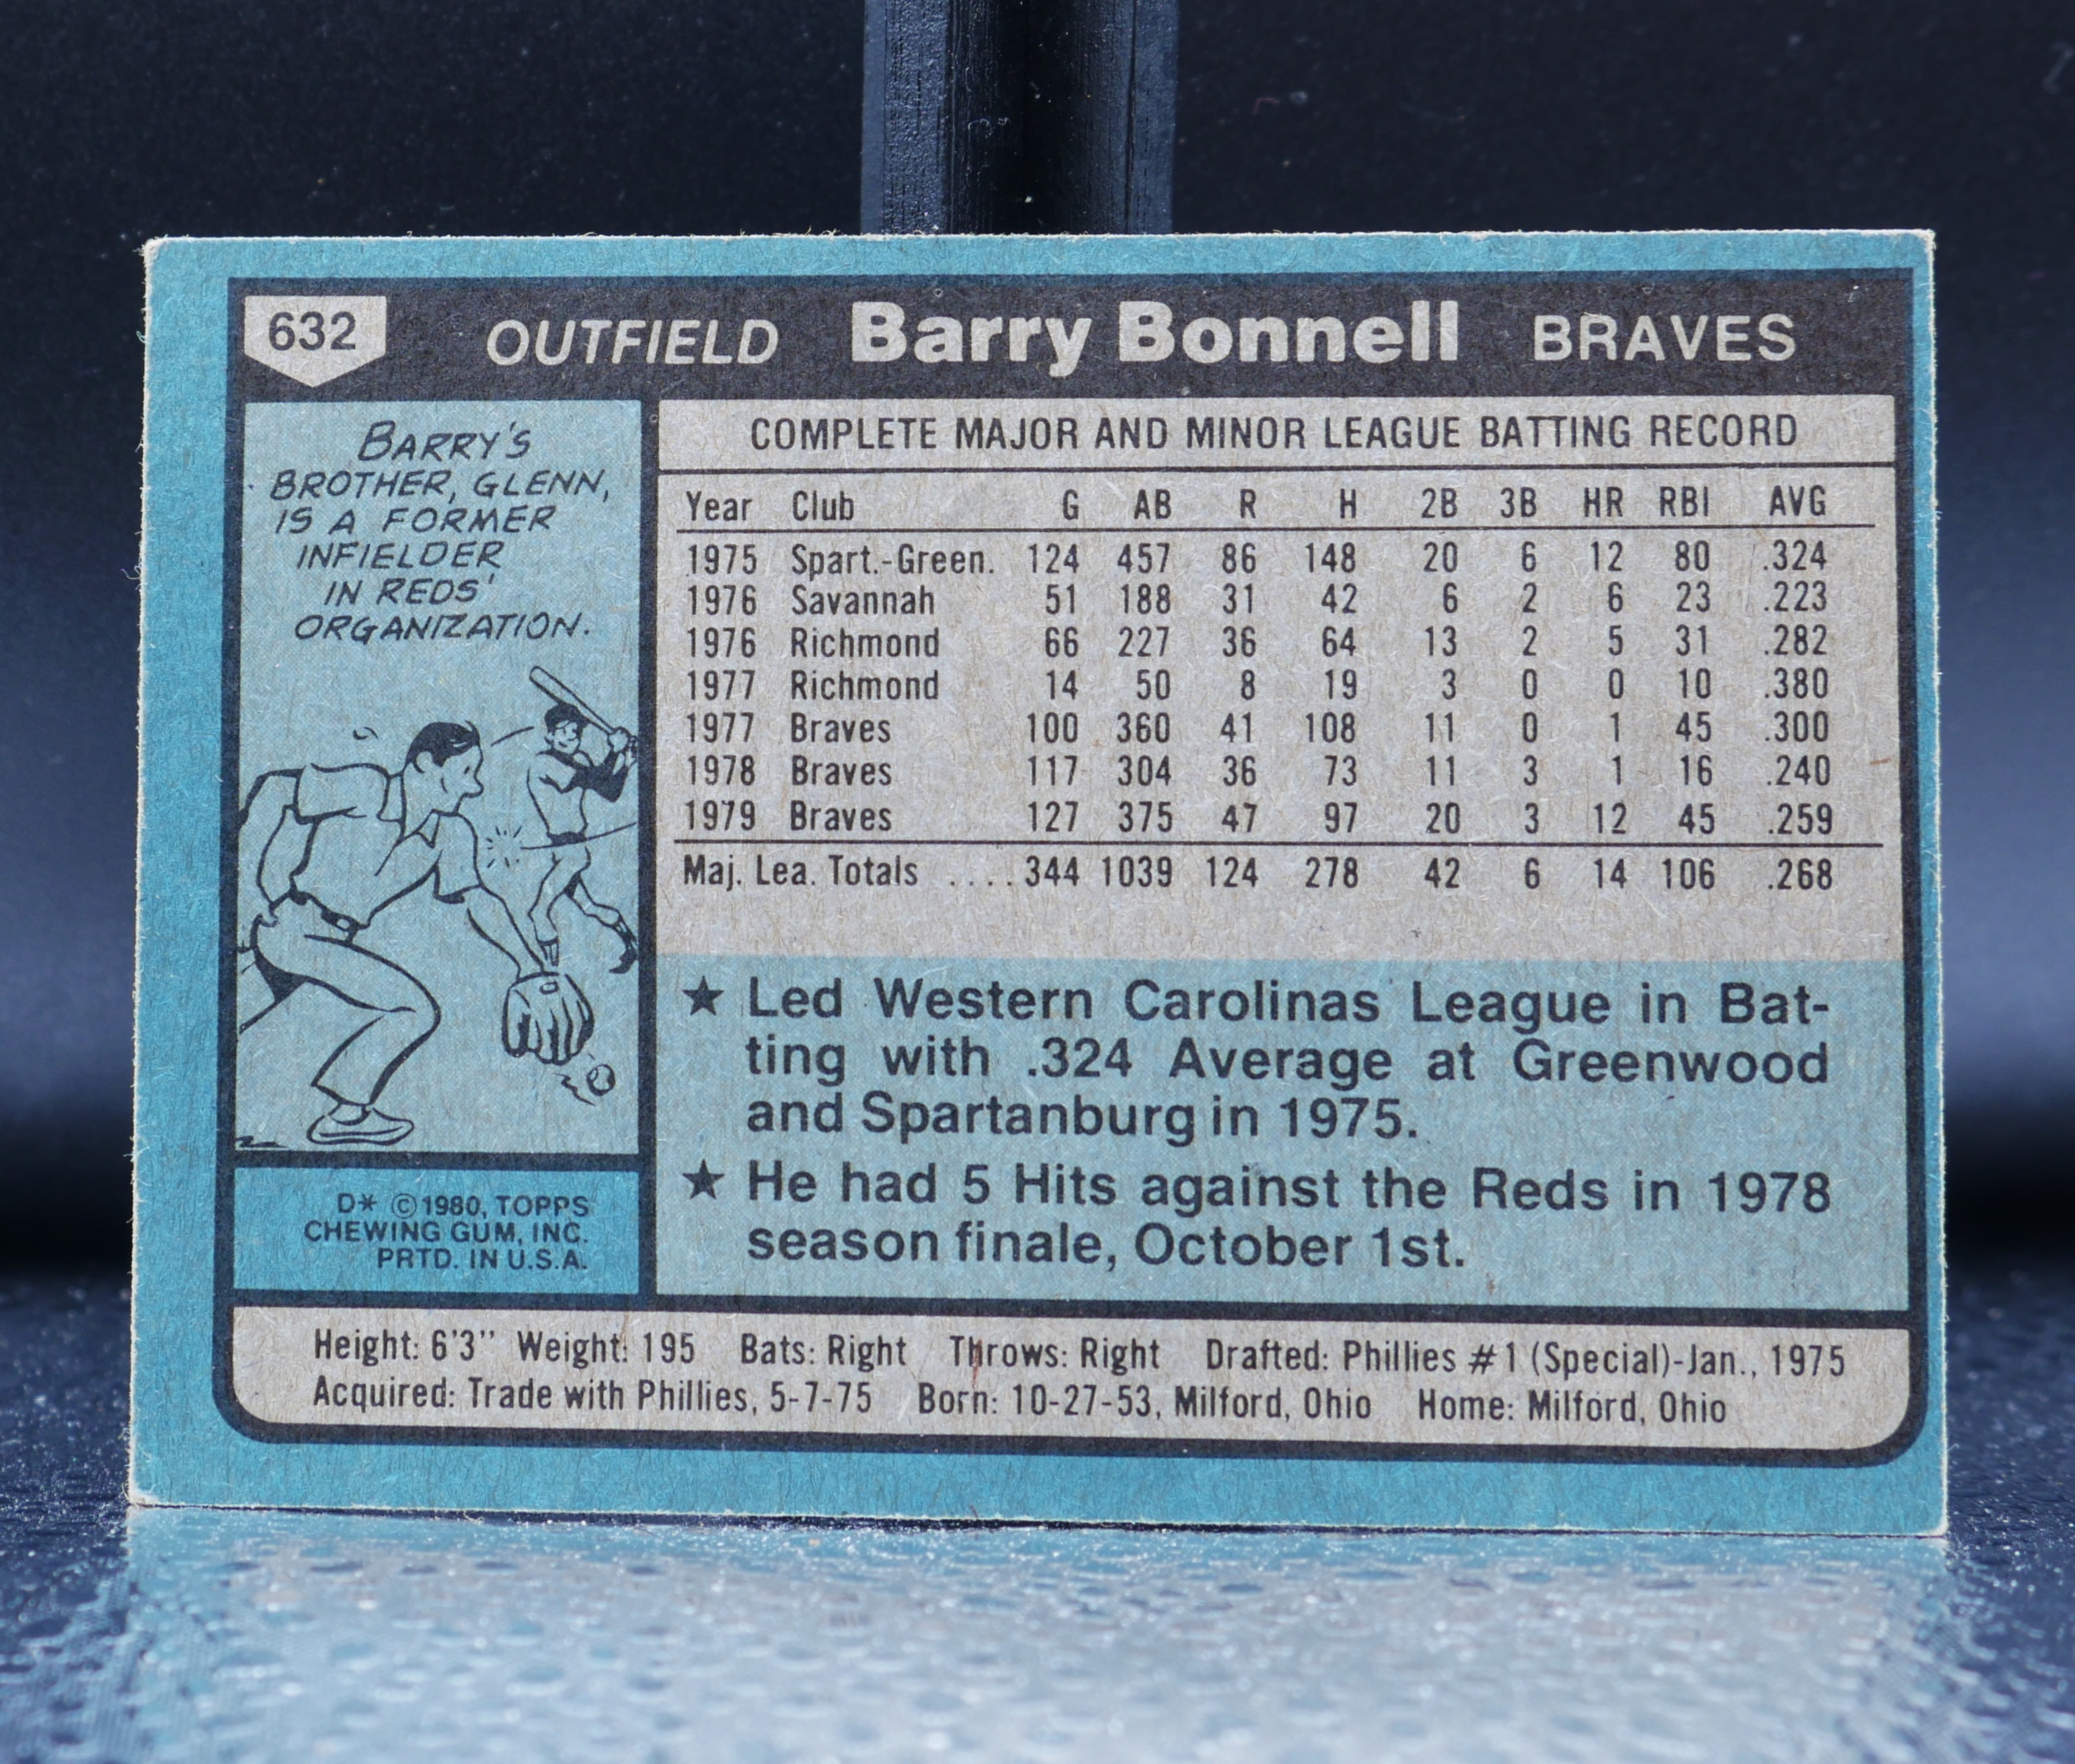 632 OUTFIELD Barry Bonnell BRAVES
BARRY'S
BROTHER, GLENN,
IS A FORMER
INFIELDER
IN REDS'
ORGANIZATION.
D* ©1980, TOPPS
CHEWING GUM, INC.
PRTD. IN U.S.A.
COMPLETE MAJOR AND MINOR LEAGUE BATTING RECORD
Year Club G AB R H 2B 3B HR RBI AVG
1975 Spart.-Green. 124 457 86 148 20 6 12 80 .324
1976 Savannah 51 188 31 42 6 2 6 23 .223
1976 Richmond 66 227 36 64 13 2 5 31 .282
1977 Richmond 14 50 8 19 3 0 0 10 .380
1977 Braves 100 360 41 108 11 0 1 45 .300
1978 Braves 117 304 36 73 11 3 1 16 .240
1979 Braves 127 375 47 97 20 3 12 45 .259
Maj. Lea. Totals .... 344 1039 124 278 42 6 14 106 .268
★ Led Western Carolinas League in Bat-
ting with .324 Average at Greenwood
and Spartanburg in 1975.
★ He had 5 Hits against the Reds in 1978
season finale, October 1st.
Height: 6'3" Weight: 195 Bats: Right Throws: Right Drafted: Phillies #1 (Special)-Jan., 1975
Acquired: Trade with Phillies, 5-7-75 Born: 10-27-53, Milford, Ohio Home: Milford, Ohio